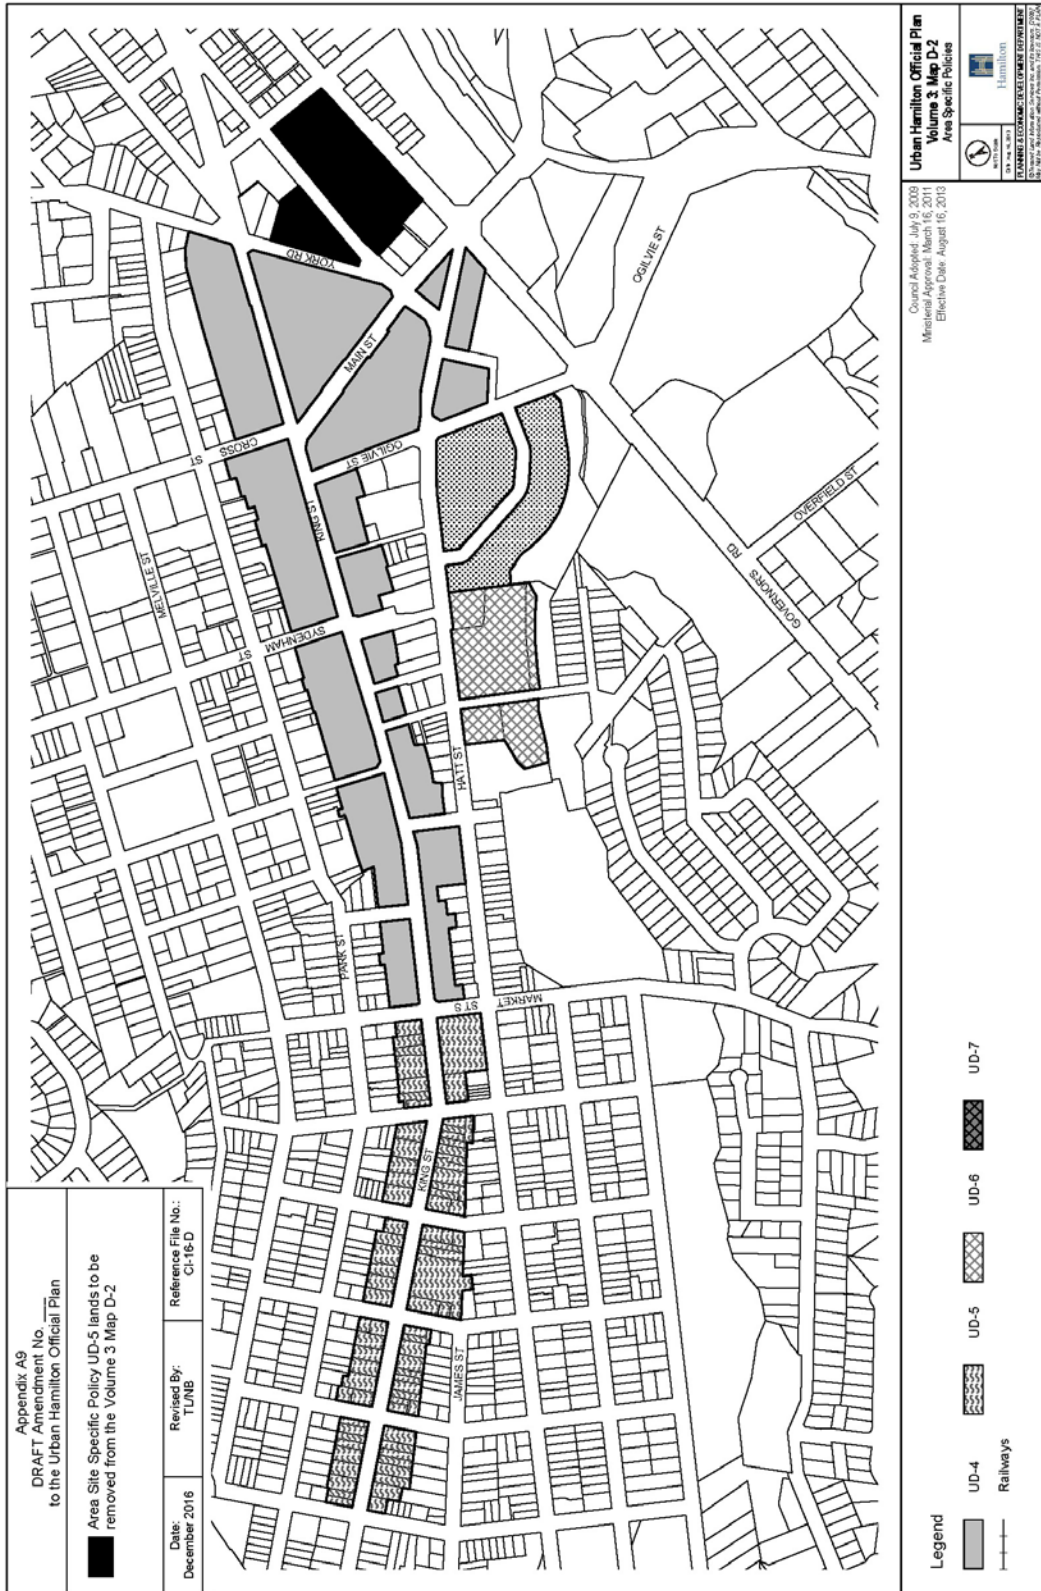 Appendix A9
DRAFT Amendment No. ___
to the Urban Hamilton Official Plan
Area Site Specific Policy UD-5 lands to be
removed from the Volume 3 Map D-2
Date:
December 2016
Revised By:
TL/NB
Reference File No.:
CI-16-D
YORK RD
MAIN ST
OGILVIE ST
CROSS
ST
OGILVIE ST
KING ST
MELVILLE ST
SYDENHAM
ST
OVERFIELD ST
GOVERNORS
RD
HATT ST
PARK ST
MARKET
ST S
KING ST
JAMES ST
Legend
UD-4
UD-5
UD-6
UD-7
Railways
Council Adopted: July 9, 2009
Ministerial Approval: March 16, 2011
Effective Date: August 16, 2013
Urban Hamilton Official Plan
Volume 3: Map D-2
Area Specific Policies
Hamilton
PLANNING & ECONOMIC DEVELOPMENT DEPARTMENT